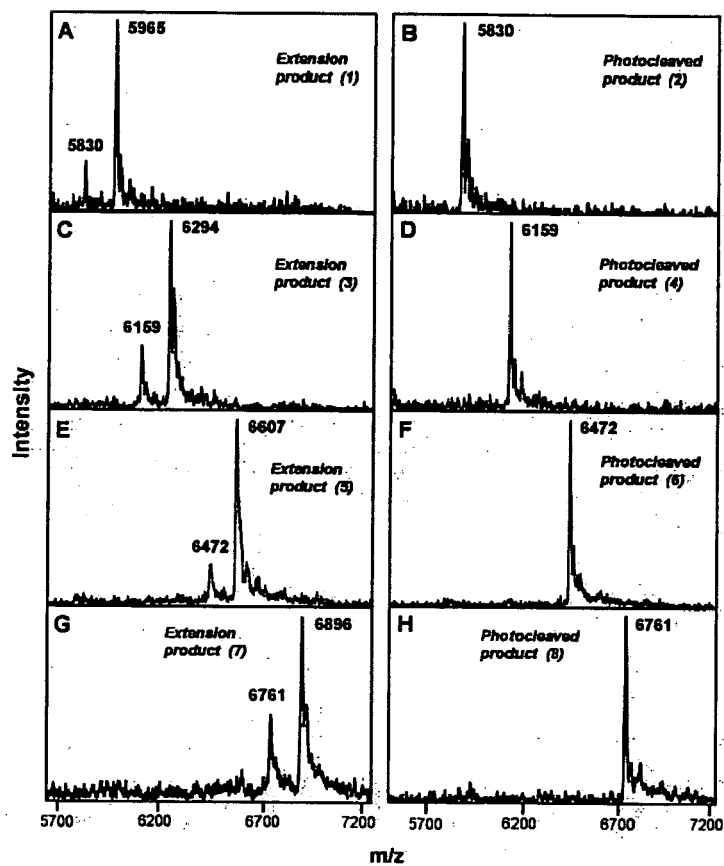 A
5965
Extension
product (1)
5830
B
5830
Photocleaved
product (2)
C
6294
Extension
product (3)
6159
D
6159
Photocleaved
product (4)
E
6607
Extension
product (5)
6472
F
6472
Photocleaved
product (6)
G
Extension
product (7)
6896
6761
H
Photocleaved
product (8)
6761
Intensity
5700 6200 6700 7200
5700 6200 6700 7200
m/z